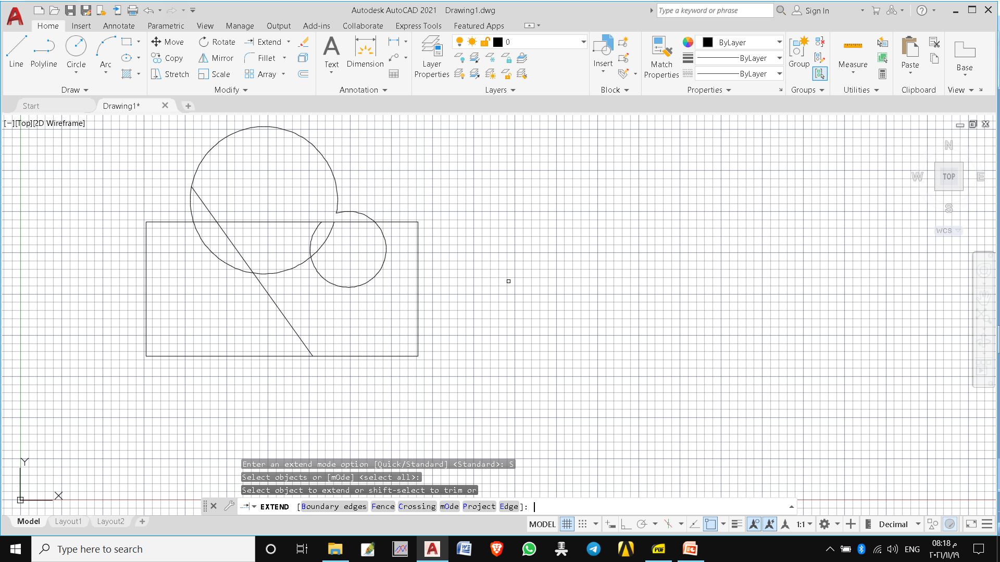 Autodesk AutoCAD 2021 Drawing1.dwg
Type a keyword or phrase
Sign In
Home Insert Annotate Parametric View Manage Output Add-ins Collaborate Express Tools Featured Apps
Line Polyline Circle Arc
Draw
Move Rotate Extend
Copy Mirror Fillet
Stretch Scale Array
Modify
Text Dimension
Annotation
Layer
Properties
0
Layers
Insert
Block
Match
Properties
ByLayer
ByLayer
ByLayer
Properties
Group
Groups
Measure
Utilities
Paste
Clipboard
Base
View
Start Drawing1*
[−][Top][2D Wireframe]
N
W TOP E
S
WCS
Y
X
Enter an extend mode option [Quick/Standard] <Standard>: S
Select objects or [mOde] <select all>:
Select object to extend or shift-select to trim or
EXTEND [Boundary edges Fence Crossing mOde Project Edge]:
Model Layout1 Layout2
MODEL 1:1 Decimal
Type here to search
PDF
ENG
08:18 م
٢٠٢١/١١/١٩